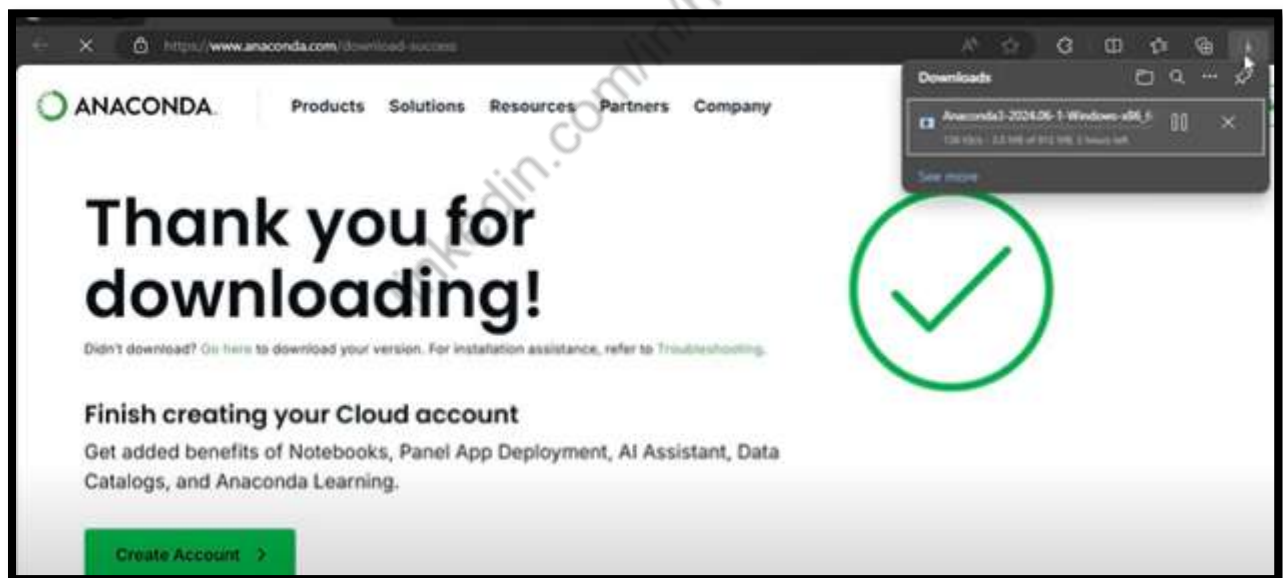 https://www.anaconda.com/download-success
ANACONDA.
Products Solutions Resources Partners Company
Downloads
Anaconda3-2024.06-1-Windows-x86_6
See more
Thank you for
downloading!
Didn't download? Go here to download your version. For installation assistance, refer to Troubleshooting.
Finish creating your Cloud account
Get added benefits of Notebooks, Panel App Deployment, AI Assistant, Data
Catalogs, and Anaconda Learning.
Create Account >
linkedin.com/in/